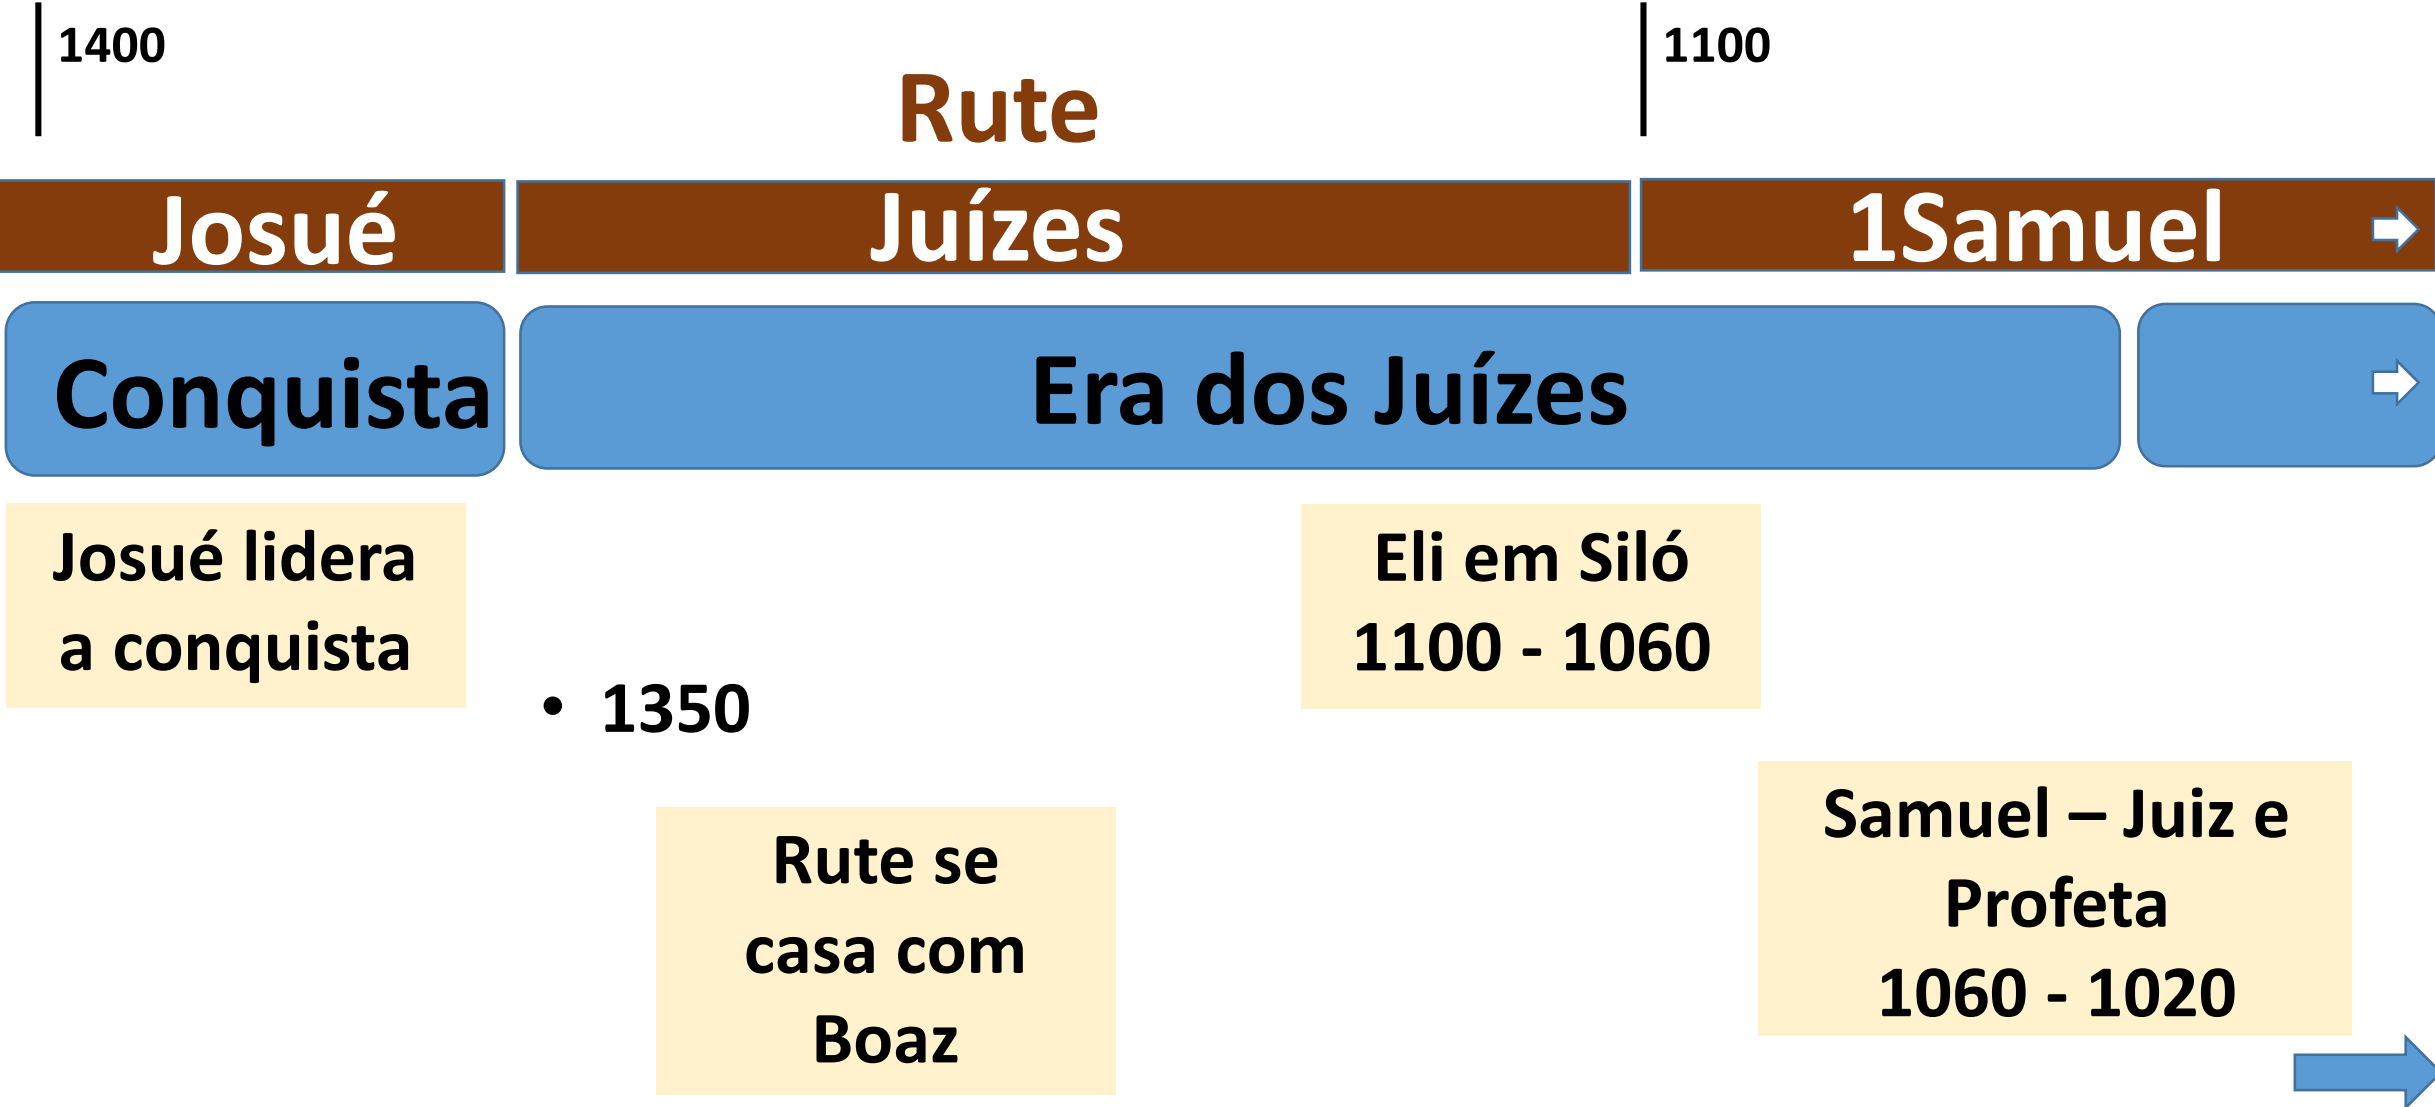 1400
1100
Rute
Josué
Juízes
1Samuel
Conquista
Era dos Juízes
Josué lidera
a conquista
Eli em Siló
1100 - 1060
• 1350
Rute se
casa com
Boaz
Samuel – Juiz e
Profeta
1060 - 1020